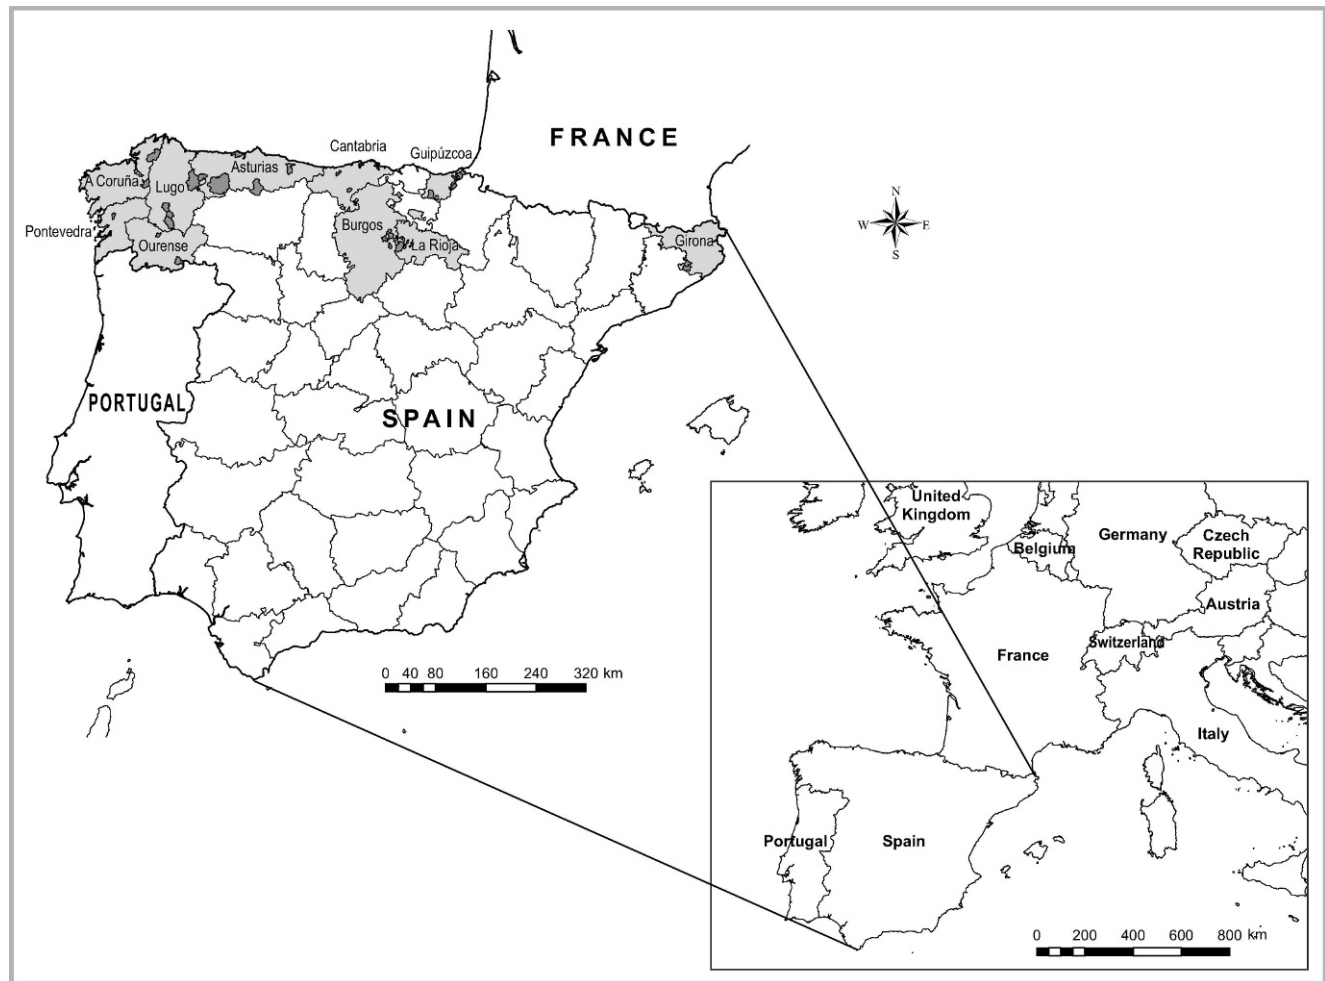 FRANCE
Cantabria
Guipúzcoa
Asturias
A Coruña
Lugo
Pontevedra
Ourense
Burgos
La Rioja
Girona
N
W
E
S
PORTUGAL
SPAIN
0 40 80 160 240 320 km
United
Kingdom
Belgium
Germany
Czech
Republic
Austria
Switzerland
France
Italy
Portugal
Spain
0 200 400 600 800 km